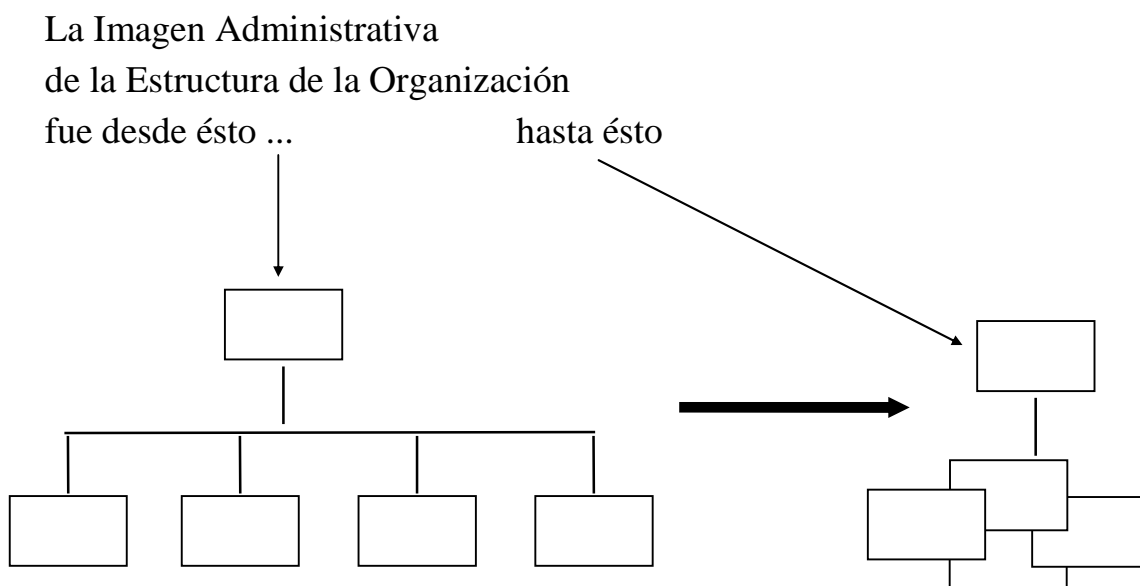 La Imagen Administrativa
de la Estructura de la Organización
fue desde ésto ... hasta ésto